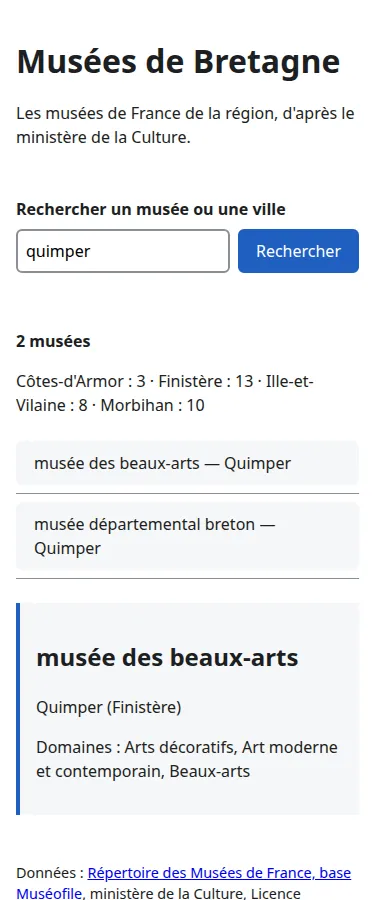 Musées de Bretagne
Les musées de France de la région, d'après le
ministère de la Culture.
Rechercher un musée ou une ville
quimper
Rechercher
2 musées
Côtes-d'Armor : 3 · Finistère : 13 · Ille-et-
Vilaine : 8 · Morbihan : 10
musée des beaux-arts — Quimper
musée départemental breton —
Quimper
musée des beaux-arts
Quimper (Finistère)
Domaines : Arts décoratifs, Art moderne
et contemporain, Beaux-arts
Données : Répertoire des Musées de France, base
Muséofile, ministère de la Culture, Licence